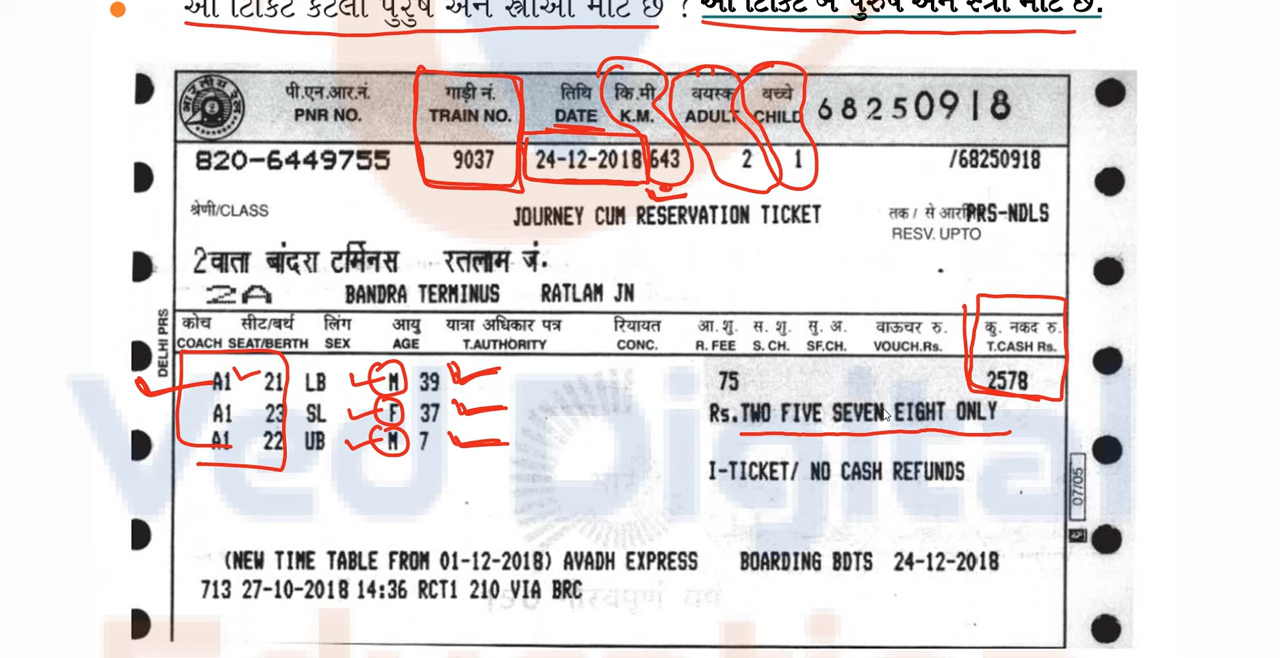 આ ટિકિટ કેટલા પુરુષ અને સ્ત્રીઓ માટે છે ? આ ટિકિટ બે પુરુષ અને સ્ત્રી માટે છે.
पी.एन.आर.नं. गाड़ी नं. तिथि कि.मी. वयस्क बच्चे 68250918
PNR NO. TRAIN NO. DATE K.M. ADULT CHILD
820-6449755 9037 24-12-2018 643 2 1 /68250918
श्रेणी/CLASS JOURNEY CUM RESERVATION TICKET तक / से PRS-NDLS
RESV. UPTO
2वाता बांदरा टर्मिनस रतलाम जं.
2A BANDRA TERMINUS RATLAM JN
कोच सीट/बर्थ लिंग आयु यात्रा अधिकार पत्र रियायत आ.शु. स.शु. सु.अ. वाऊचर रु. कु. नकद रु.
COACH SEAT/BERTH SEX AGE T.AUTHORITY CONC. R.FEE S.CH. SF.CH. VOUCH.Rs. T.CASH Rs.
A1 21 LB M 39 75 2578
A1 23 SL F 37 Rs.TWO FIVE SEVEN EIGHT ONLY
A1 22 UB M 7
I-TICKET/ NO CASH REFUNDS
(NEW TIME TABLE FROM 01-12-2018) AVADH EXPRESS BOARDING BDTS 24-12-2018
713 27-10-2018 14:36 RCT1 210 VIA BRC
DELHI PRS
07/05
Ved Digital
Education